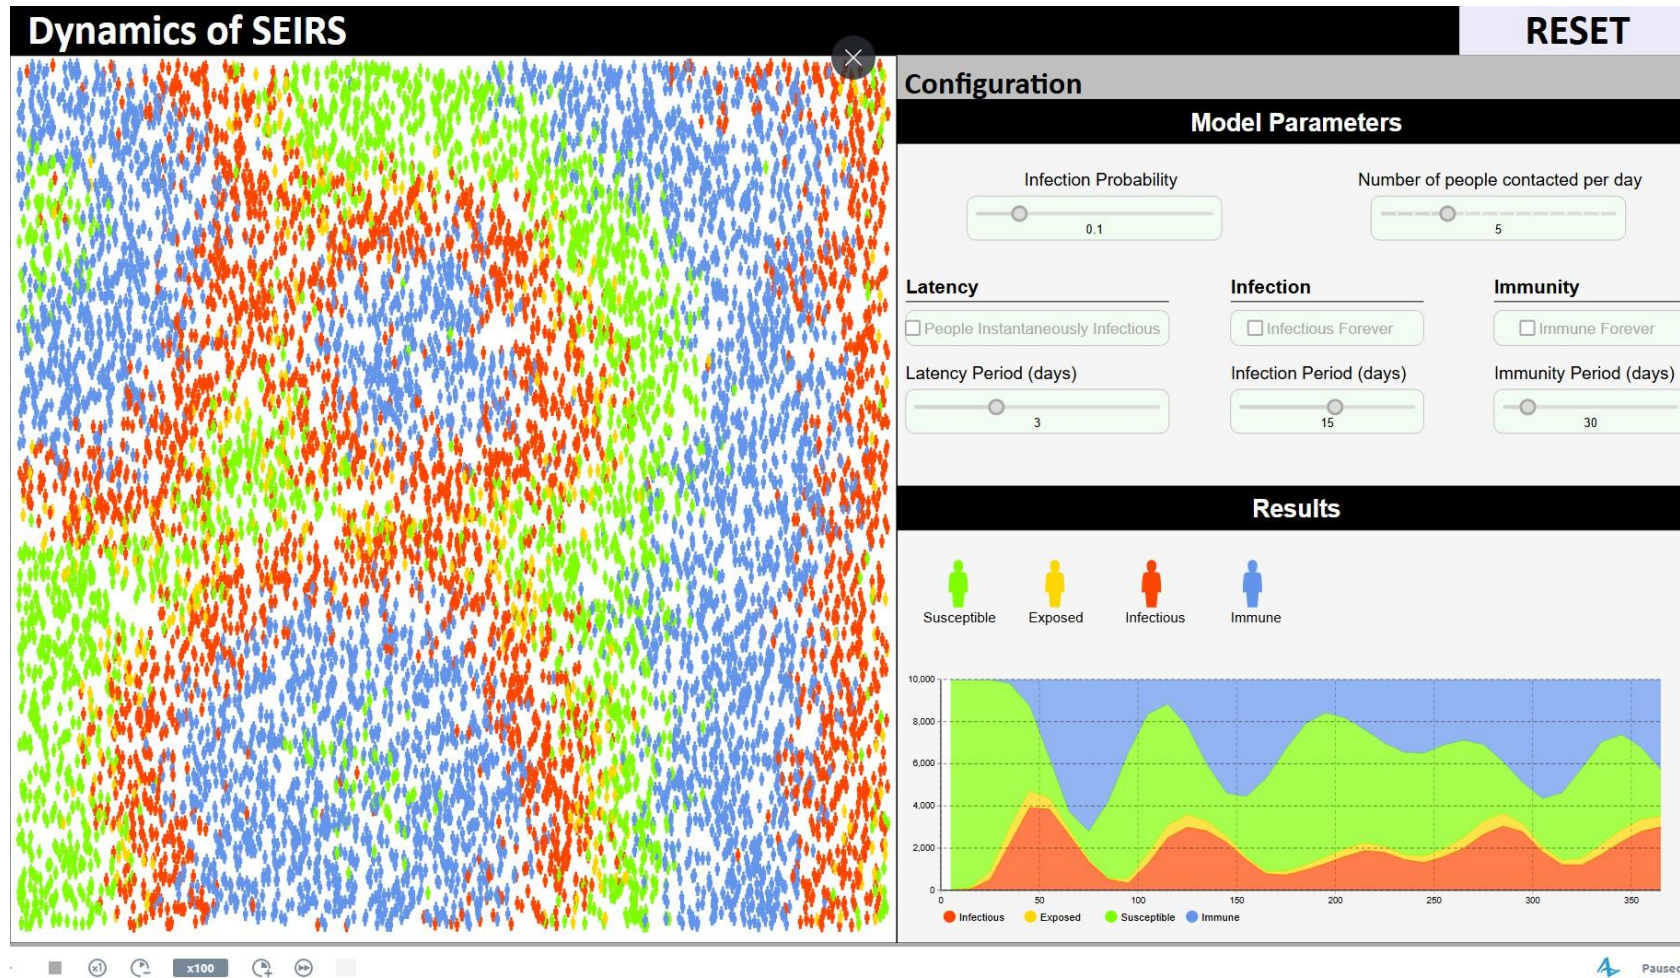 Dynamics of SEIRS
RESET
Configuration
Model Parameters
Infection Probability
0.1
Number of people contacted per day
5
Latency
People Instantaneously Infectious
Latency Period (days)
3
Infection
Infectious Forever
Infection Period (days)
15
Immunity
Immune Forever
Immunity Period (days)
30
Results
Susceptible
Exposed
Infectious
Immune
10,000
8,000
6,000
4,000
2,000
0
0 50 100 150 200 250 300 350
Infectious Exposed Susceptible Immune
x1
x100
Paused